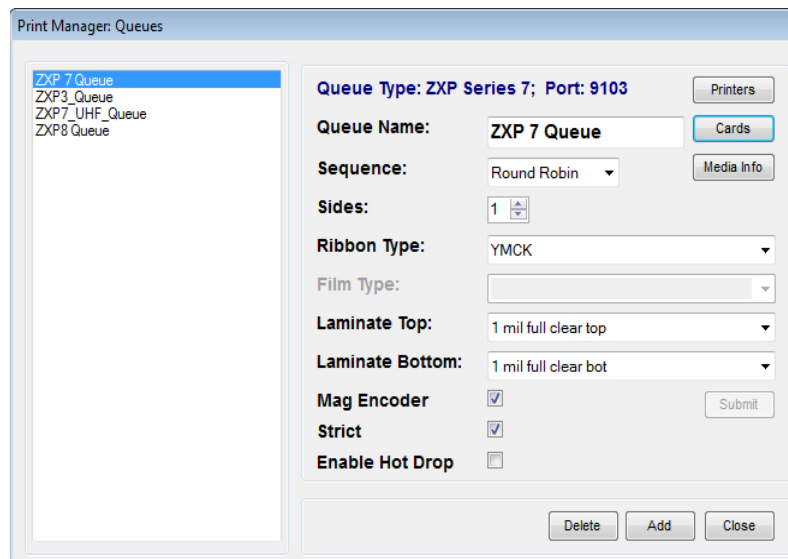 Print Manager: Queues
ZXP 7 Queue
ZXP3_Queue
ZXP7_UHF_Queue
ZXP8 Queue
Queue Type: ZXP Series 7; Port: 9103
Printers
Queue Name:
ZXP 7 Queue
Cards
Sequence:
Round Robin
Media Info
Sides:
1
Ribbon Type:
YMCK
Film Type:
Laminate Top:
1 mil full clear top
Laminate Bottom:
1 mil full clear bot
Mag Encoder
Submit
Strict
Enable Hot Drop
Delete
Add
Close